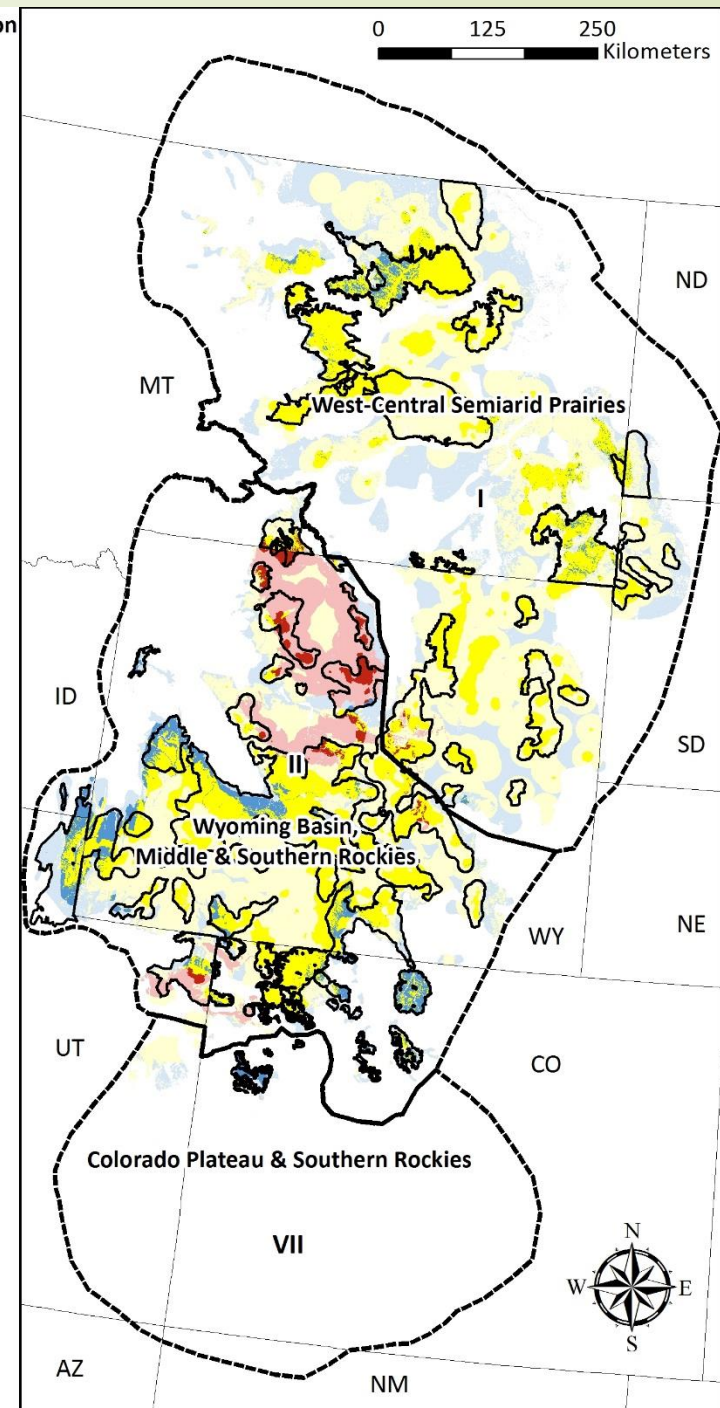 on
0 125 250
Kilometers
ND
MT
West-Central Semiarid Prairies
I
ID
SD
II
Wyoming Basin,
Middle & Southern Rockies
WY
NE
UT
CO
Colorado Plateau & Southern Rockies
VII
N
W E
S
AZ
NM